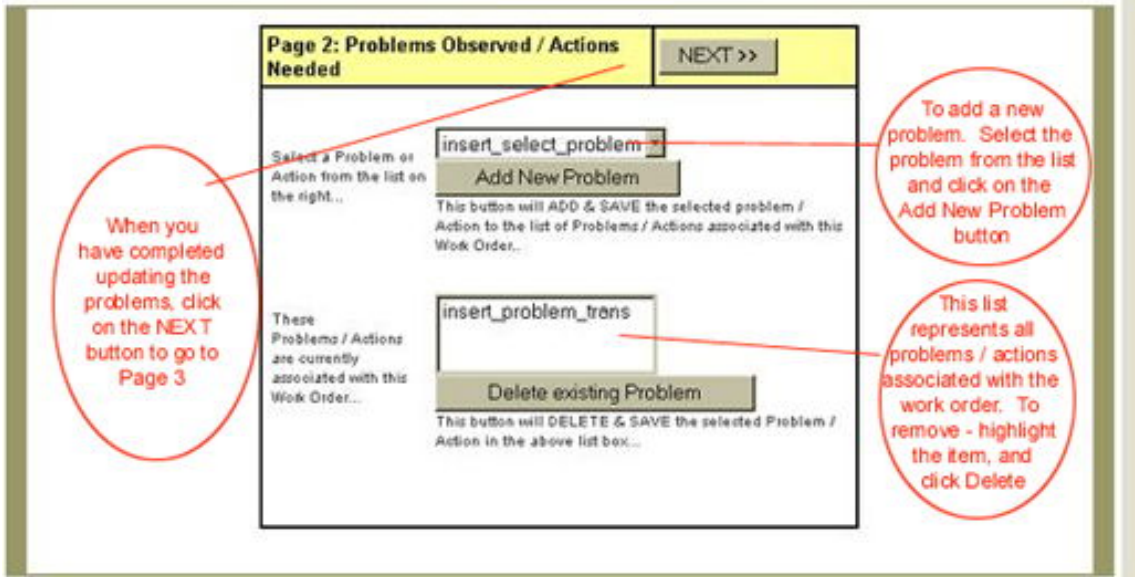 Page 2: Problems Observed / Actions
Needed
NEXT >>
Select a Problem or
Action from the list on
the right...
insert_select_problem
Add New Problem
This button will ADD & SAVE the selected problem /
Action to the list of Problems / Actions associated with this
Work Order...
These
Problems / Actions
are currently
associated with this
Work Order...
insert_problem_trans
Delete existing Problem
This button will DELETE & SAVE the selected Problem /
Action in the above list box...
When you
have completed
updating the
problems, click
on the NEXT
button to go to
Page 3
To add a new
problem. Select the
problem from the list
and click on the
Add New Problem
button
This list
represents all
problems / actions
associated with the
work order. To
remove - highlight
the item, and
click Delete